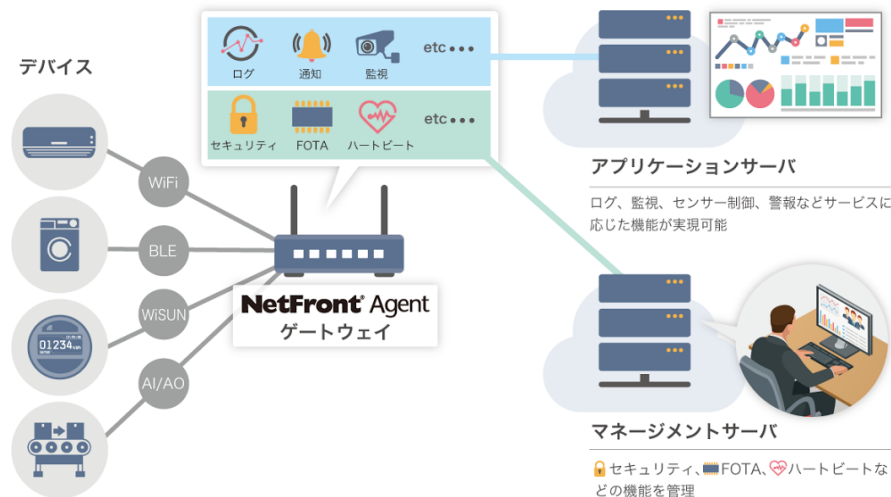 デバイス
WiFi
BLE
WiSUN
AI/AO
01234
ログ
通知
監視
etc •••
セキュリティ
FOTA
ハートビート
etc •••
NetFront® Agent
ゲートウェイ
アプリケーションサーバ
ログ、監視、センサー制御、警報などサービスに
応じた機能が実現可能
マネージメントサーバ
セキュリティ、FOTA、ハートビートな
どの機能を管理